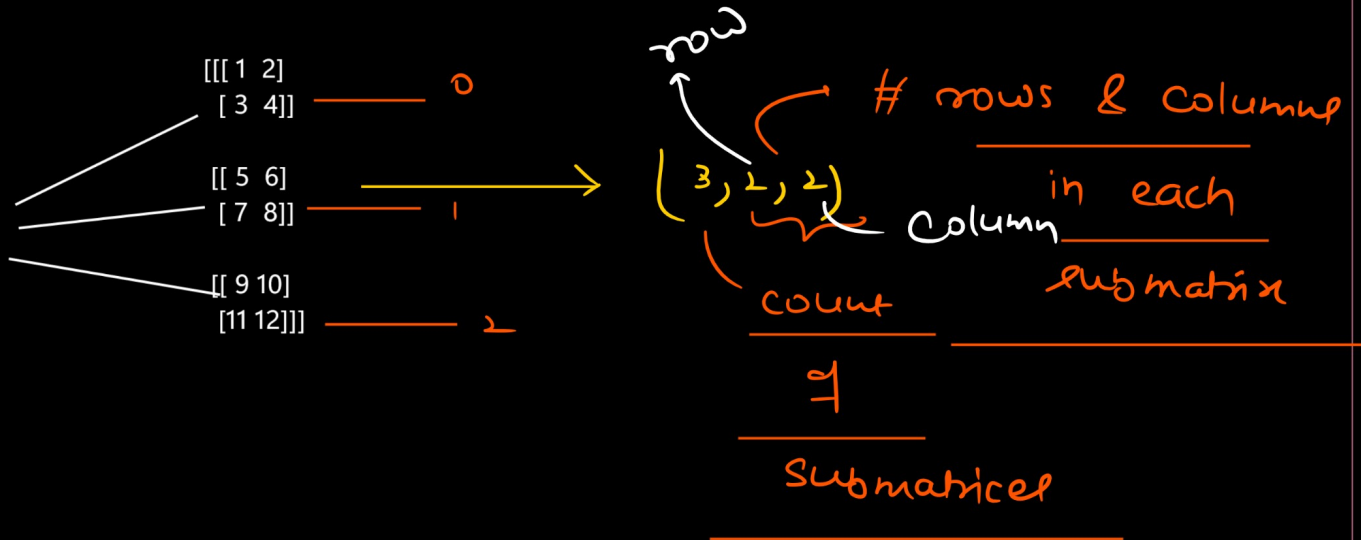 row
[[[ 1 2]
[ 3 4]]
0
# rows & columns
in each
submatrix
[[ 5 6]
[ 7 8]]
1
(3, 2, 2)
Column
count
of
submatrices
[[ 9 10]
[11 12]]]
2